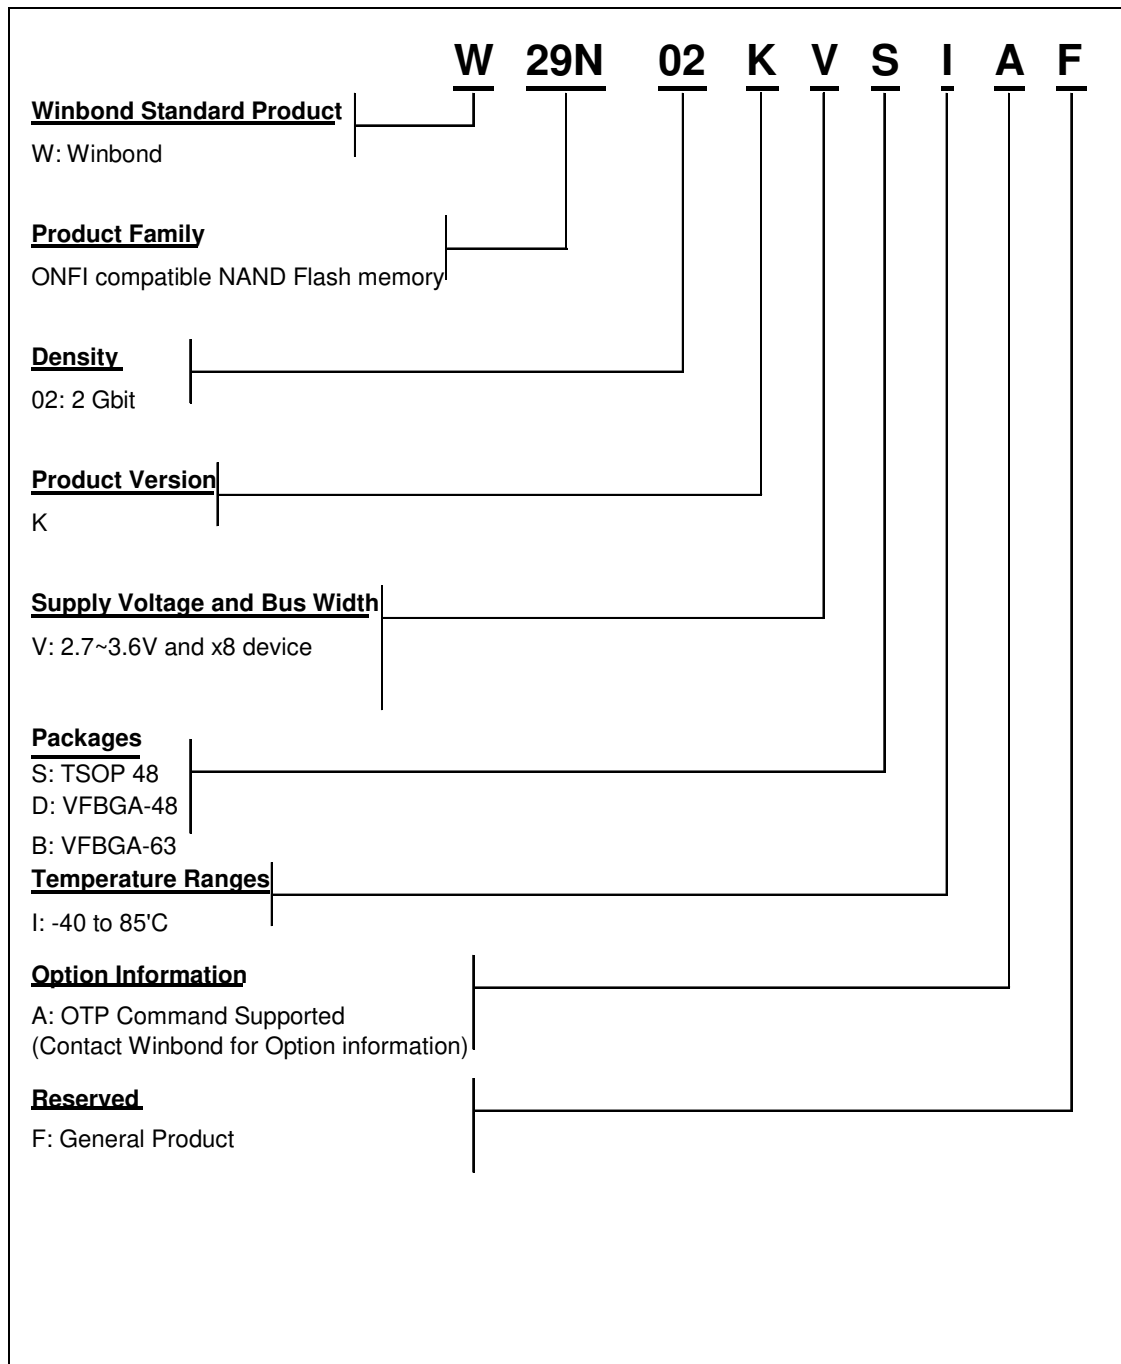 W 29N 02 K V S I A F
Winbond Standard Product
W: Winbond
Product Family
ONFI compatible NAND Flash memory
Density
02: 2 Gbit
Product Version
K
Supply Voltage and Bus Width
V: 2.7~3.6V and x8 device
Packages
S: TSOP 48
D: VFBGA-48
B: VFBGA-63
Temperature Ranges
I: -40 to 85'C
Option Information
A: OTP Command Supported
(Contact Winbond for Option information)
Reserved
F: General Product